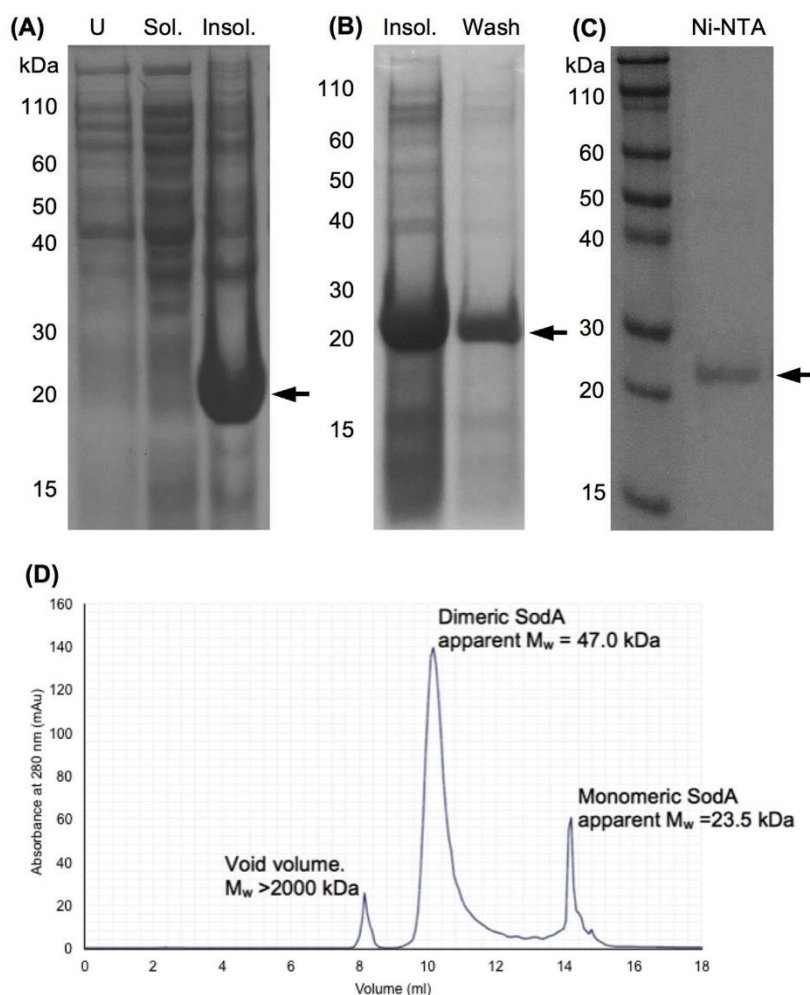 (A) U Sol. Insol.
kDa
110
60
50
40
30
20
15
(B) Insol. Wash
110
60
50
40
30
20
15
(C) Ni-NTA
kDa
110
60
50
40
30
20
15
(D)
Absorbance at 280 nm (mAu)
160
140
120
100
80
60
40
20
0
Dimeric SodA
apparent Mw = 47.0 kDa
Monomeric SodA
apparent Mw =23.5 kDa
Void volume.
Mw >2000 kDa
0 2 4 6 8 10 12 14 16 18
Volume (ml)